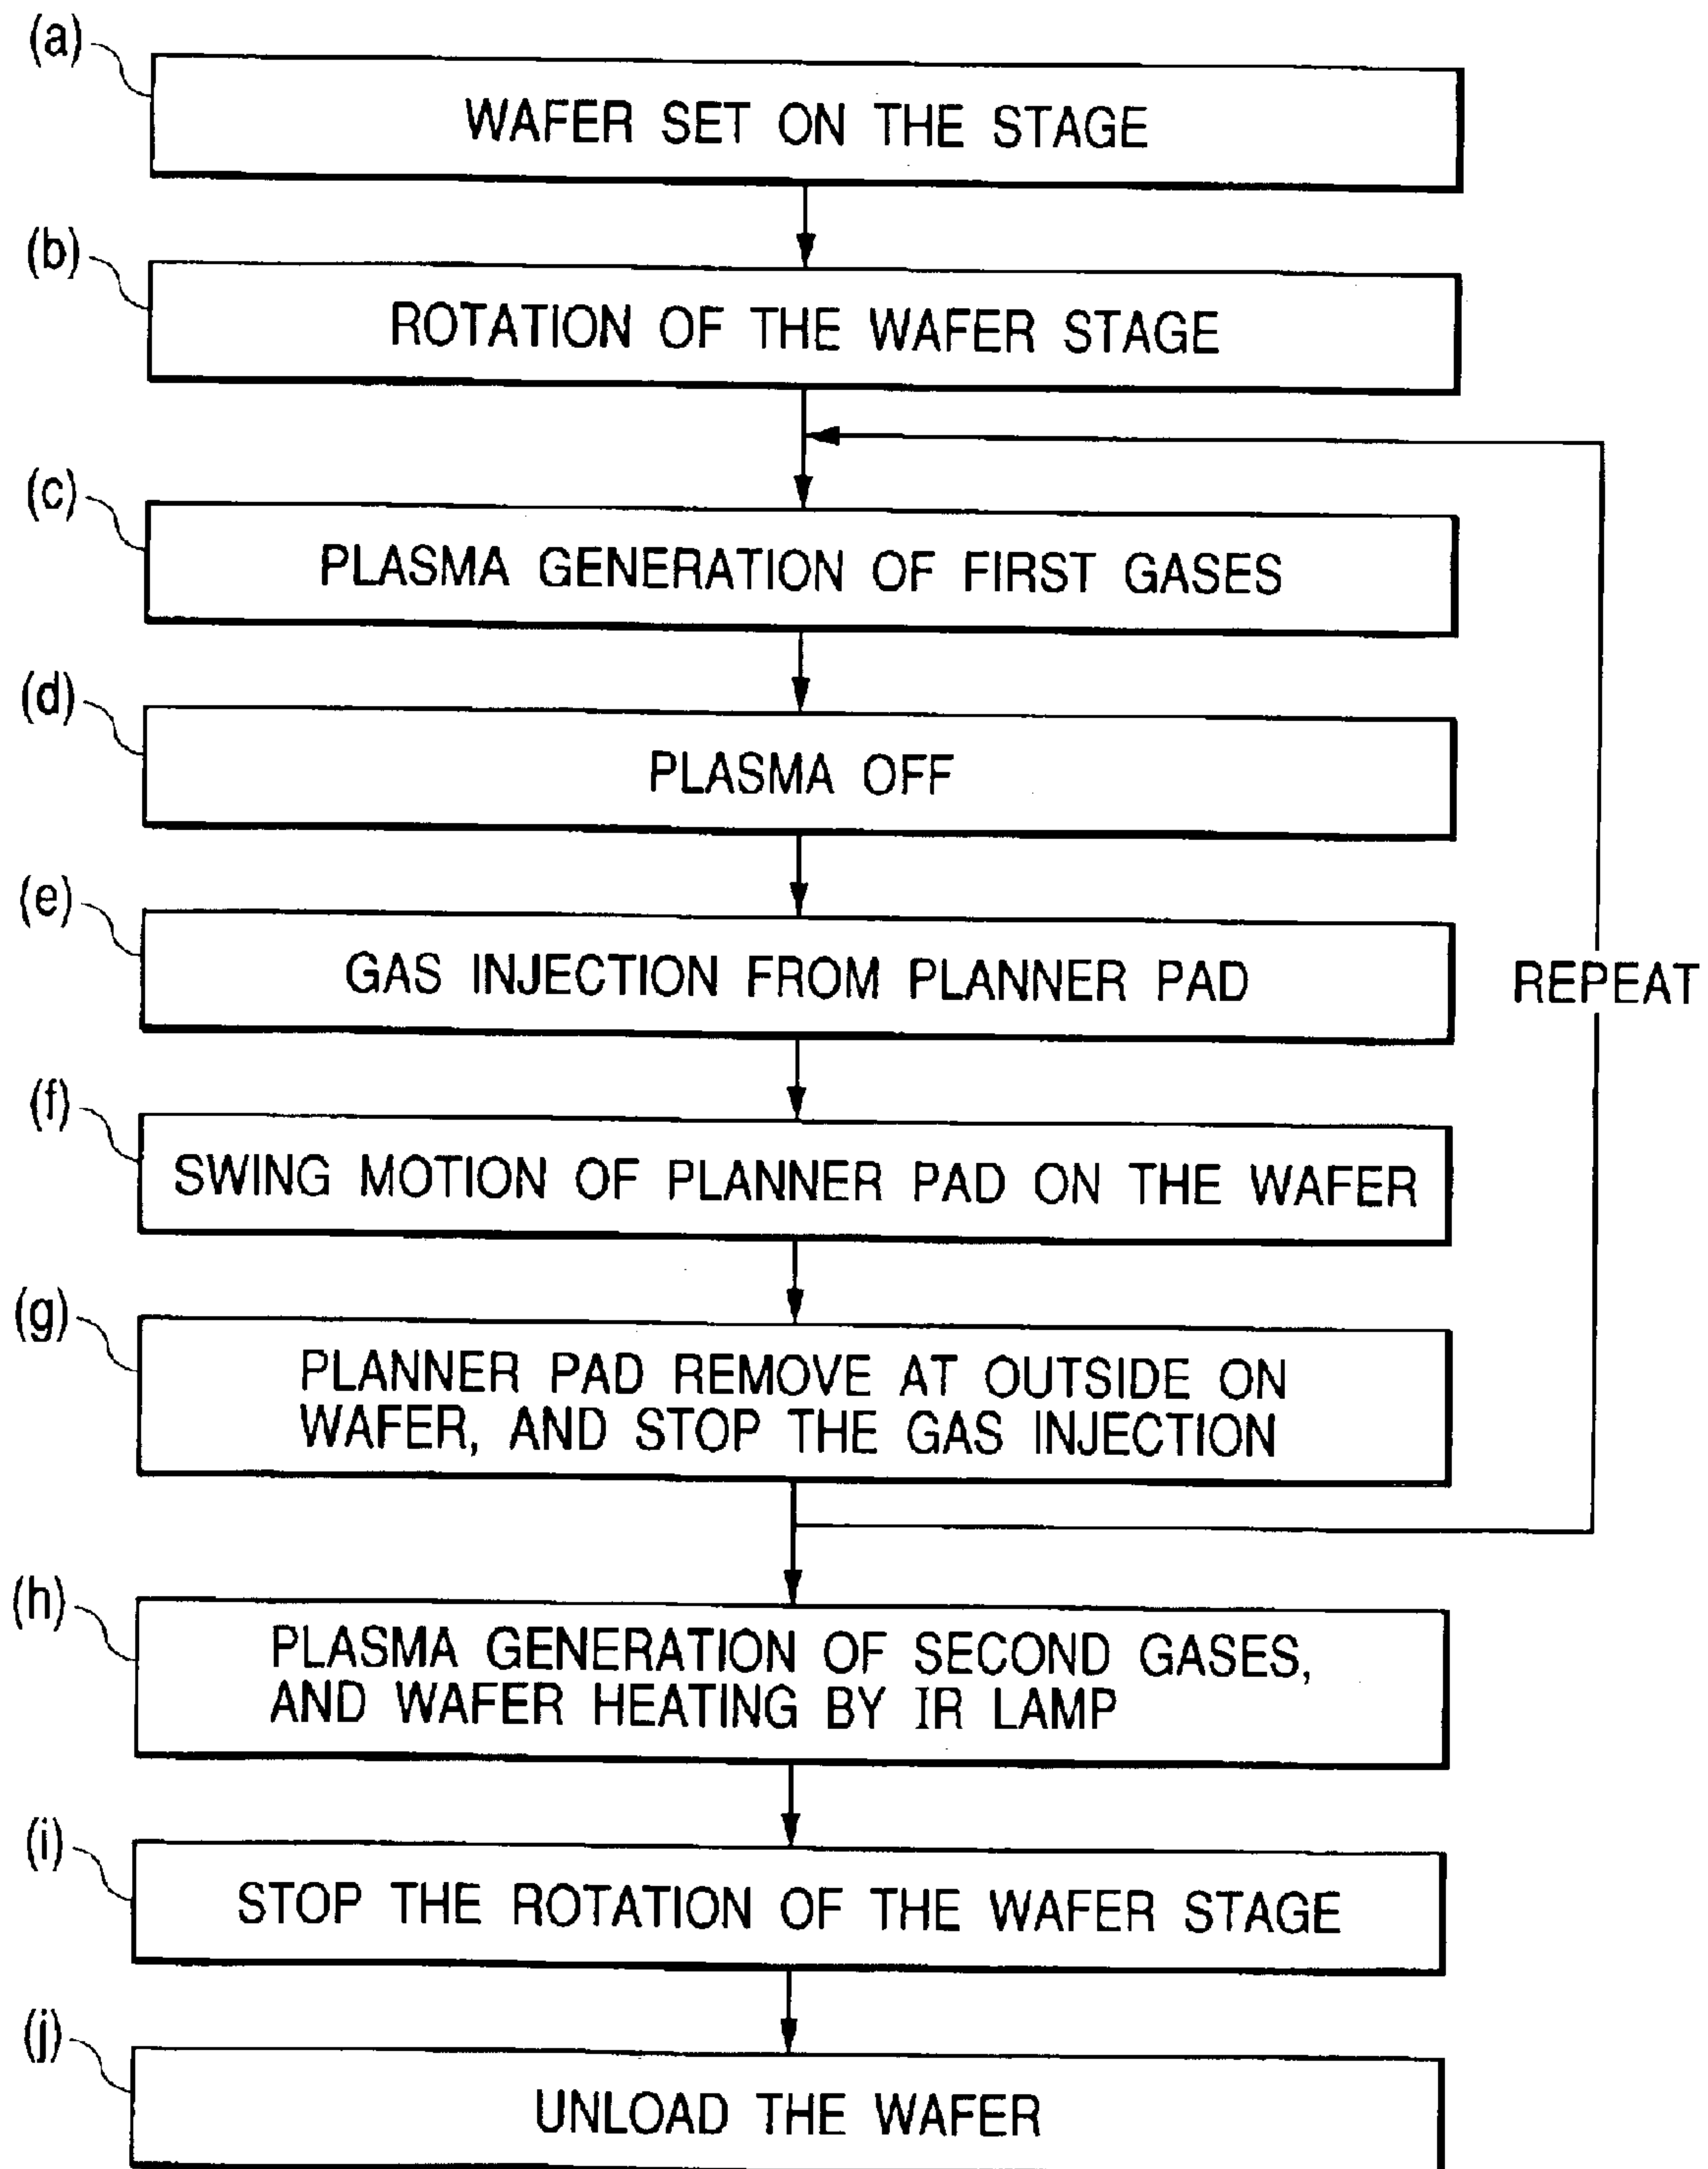 (a)
WAFER SET ON THE STAGE
(b)
ROTATION OF THE WAFER STAGE
(c)
PLASMA GENERATION OF FIRST GASES
(d)
PLASMA OFF
(e)
GAS INJECTION FROM PLANNER PAD
REPEAT
(f)
SWING MOTION OF PLANNER PAD ON THE WAFER
(g)
PLANNER PAD REMOVE AT OUTSIDE ON
WAFER, AND STOP THE GAS INJECTION
(h)
PLASMA GENERATION OF SECOND GASES,
AND WAFER HEATING BY IR LAMP
(i)
STOP THE ROTATION OF THE WAFER STAGE
(j)
UNLOAD THE WAFER